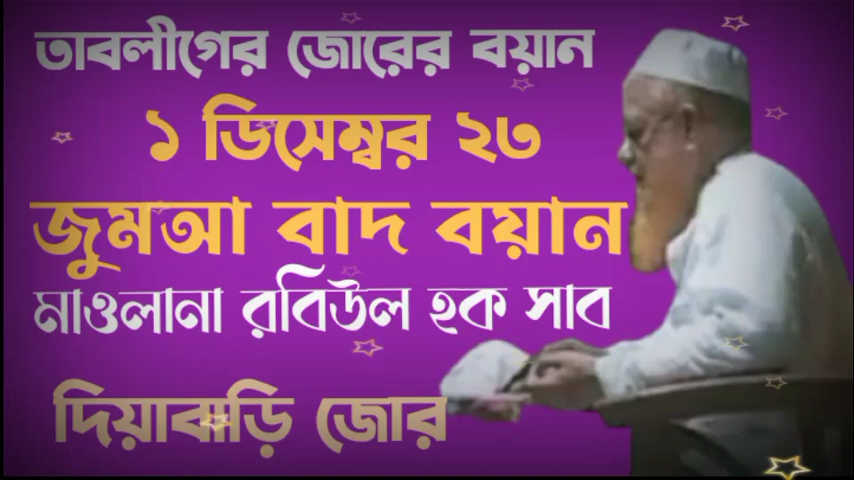 তাবলীগের জোরের বয়ান
১ ডিসেম্বর ২৩
জুমআ বাদ বয়ান
মাওলানা রবিউল হক সাব
দিয়াবাড়ি জোর